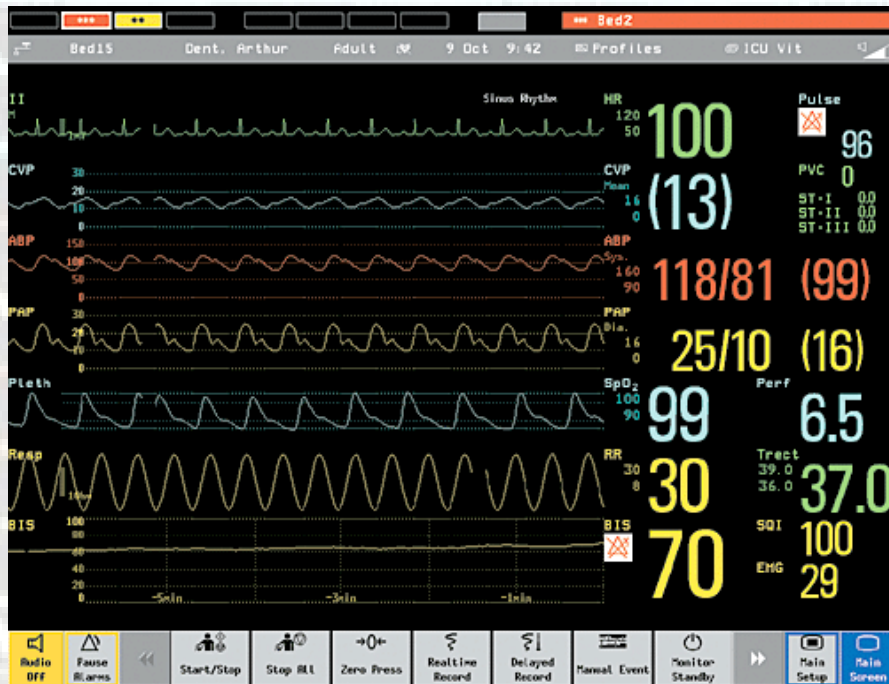 *** ** *** Bed2
Bed15 Dent, Arthur Adult 9 Oct 9:42 Profiles ICU Vit
II Sinus Rhythm HR Pulse
M 120 100
50 96
1mV
CVP 30 CVP PVC 0
20 Mean (13) ST-I 0.0
10 16 ST-II 0.0
0 0 ST-III 0.0
ABP 150 ABP
100 Sys. 118/81 (99)
50 160
0 90
PAP 30 PAP
20 Dia. 25/10 (16)
10 16
0 0
Pleth SpO₂ Perf
100 99 6.5
90
Resp RR Trect
30 30 39.0 37.0
8 36.0
BIS 100 BIS SQI
80 70 100
60 EMG
40 29
20
0 -5min -3min -1min
Audio OFF Pause Alarms Start/Stop Stop All →0← Zero Press Realtime Record Delayed Record Manual Event Monitor Standby Main Setup Main Screen